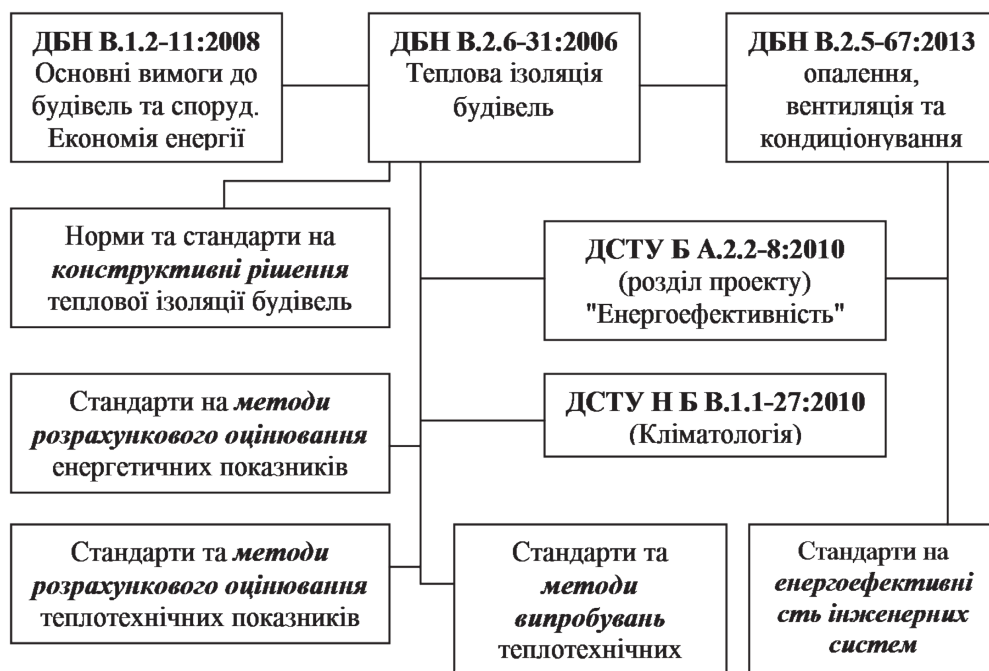 ДБН В.1.2-11:2008
Основні вимоги до
будівель та споруд.
Економія енергії
ДБН В.2.6-31:2006
Теплова ізоляція
будівель
ДБН В.2.5-67:2013
опалення,
вентиляція та
кондиціонування
Норми та стандарти на
конструктивні рішення
теплової ізоляції будівель
ДСТУ Б А.2.2-8:2010
(розділ проекту)
"Енергоефективність"
Стандарти на методи
розрахункового оцінювання
енергетичних показників
ДСТУ Н Б В.1.1-27:2010
(Кліматологія)
Стандарти та методи
розрахункового оцінювання
теплотехнічних показників
Стандарти та
методи
випробувань
теплотехнічних
Стандарти на
енергоефективні
сть інженерних
систем